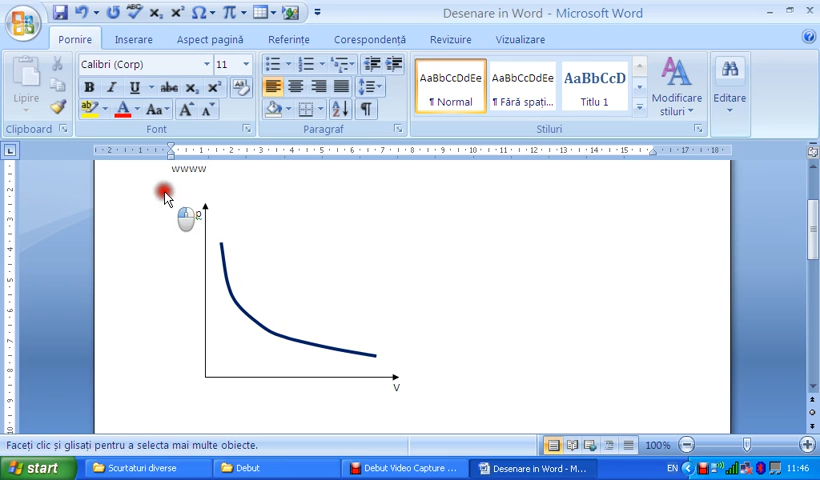 Desenare in Word - Microsoft Word
Pornire Inserare Aspect pagină Referințe Corespondență Revizuire Vizualizare
Lipire
Clipboard
Calibri (Corp) 11
Font
Paragraf
AaBbCcDdEe AaBbCcDdEe AaBbCcD
¶ Normal ¶ Fără spați... Titlu 1
Modificare stiluri
Stiluri
Editare
wwww
p
V
Faceți clic și glisați pentru a selecta mai multe obiecte.
100%
start Scurtaturi diverse Debut Debut Video Capture ... Desenare in Word - M... EN 11:46